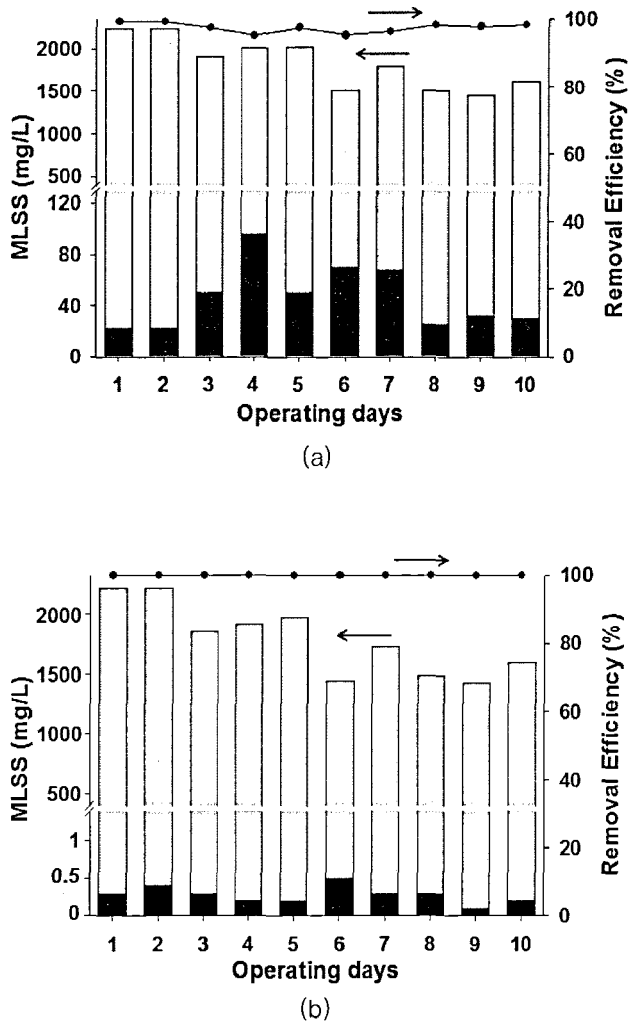 MLSS (mg/L)
2000
1500
1000
500
120
80
40
0
100
80
60
40
20
0
Removal Efficiency (%)
1 2 3 4 5 6 7 8 9 10
Operating days
(a)
MLSS (mg/L)
2000
1500
1000
500
1
0.5
0
100
80
60
40
20
0
Removal Efficiency (%)
1 2 3 4 5 6 7 8 9 10
Operating days
(b)